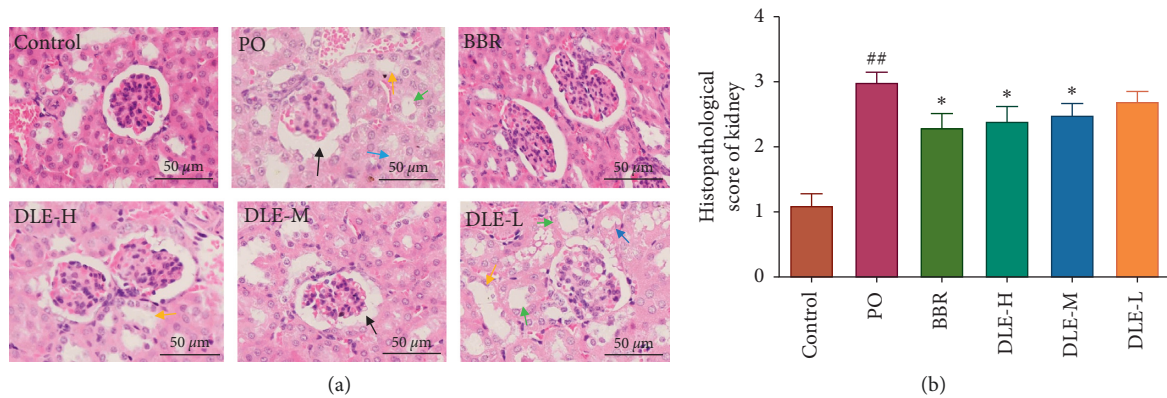 Control
50 μm
PO
50 μm
BBR
50 μm
DLE-H
50 μm
DLE-M
50 μm
DLE-L
50 μm
(a)
Histopathological
score of kidney
4
3
2
1
0
##
*
*
*
Control
PO
BBR
DLE-H
DLE-M
DLE-L
(b)